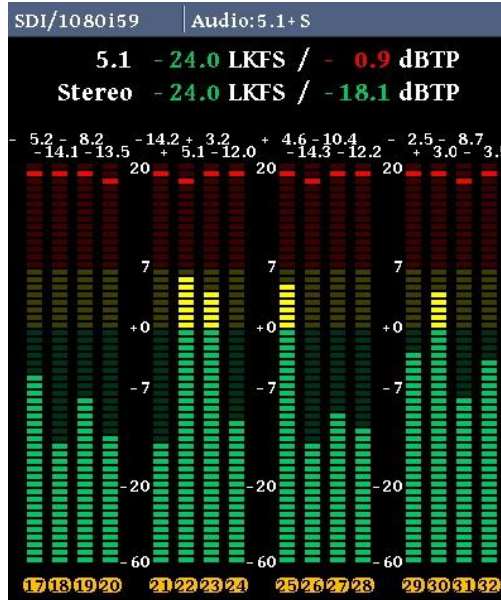 SDI/1080i59 Audio:5.1+S
5.1 -24.0 LKFS / - 0.9 dBTP
Stereo -24.0 LKFS / -18.1 dBTP
- 5.2 - 8.2 -14.2 + 3.2 + 4.6 -10.4 - 2.5 - 8.7
-14.1 -13.5 + 5.1 -12.0 -14.3 -12.2 + 3.0 - 3.5
20 20 20
7 7 7
+0 +0 +0
-7 -7 -7
-20 -20 -20
-60 -60 -60
17 18 19 20 21 22 23 24 25 26 27 28 29 30 31 32